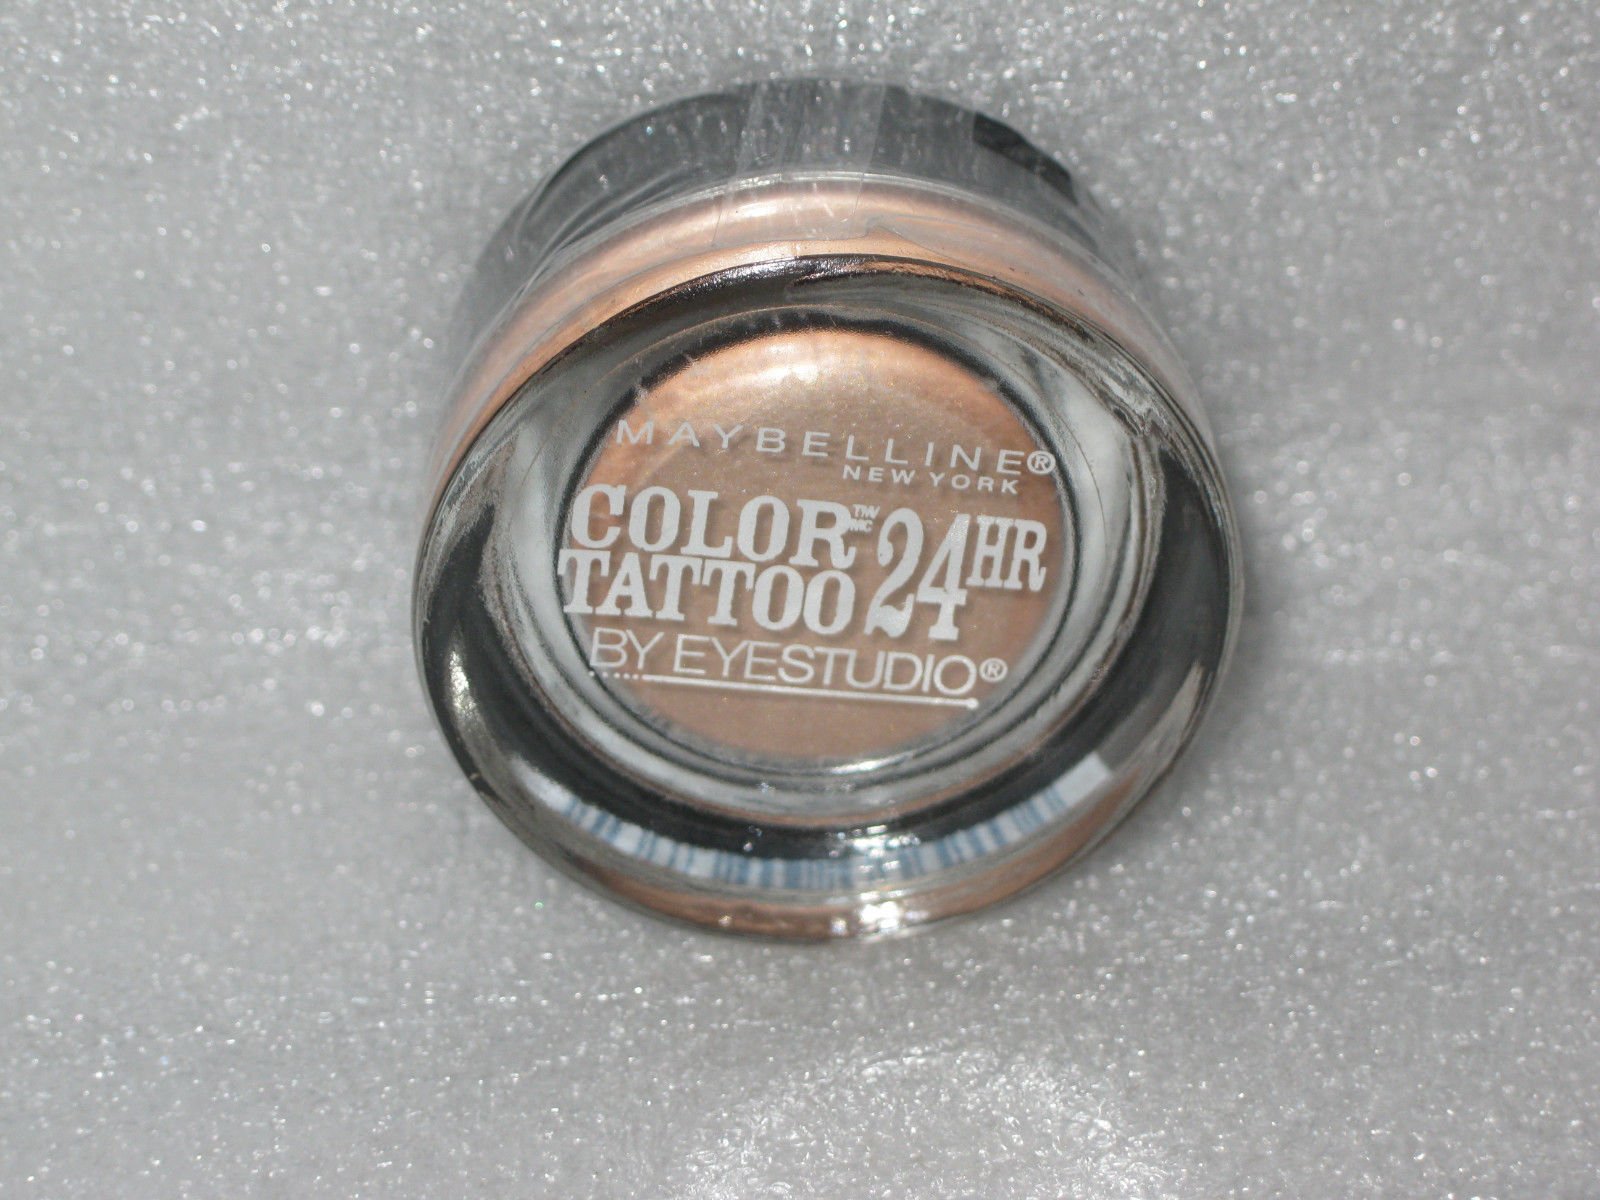 MAYBELLINE®
NEW YORK
COLOR™/MC 24HR
TATTOO
BY EYESTUDIO®